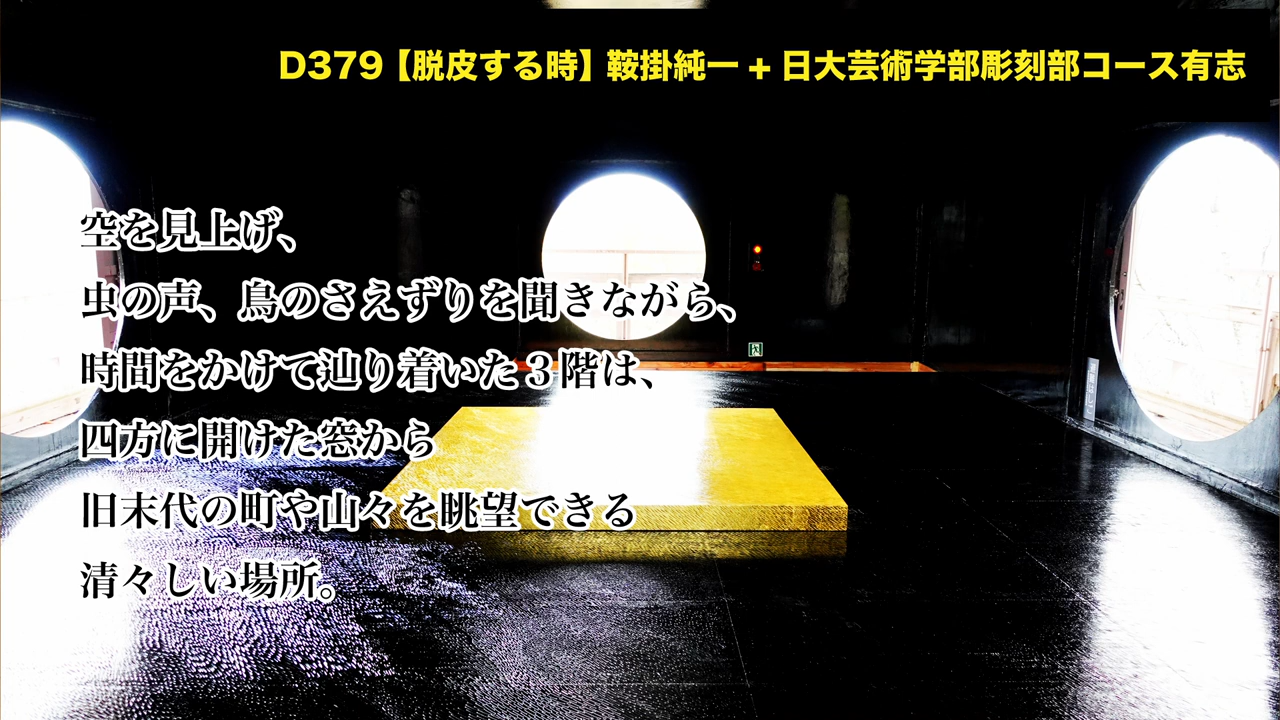 D379【脱皮する時】鞍掛純一 + 日大芸術学部彫刻部コース有志
空を見上げ、
虫の声、鳥のさえずりを聞きながら、
時間をかけて辿り着いた３階は、
四方に開けた窓から
旧末代の町や山々を眺望できる
清々しい場所。